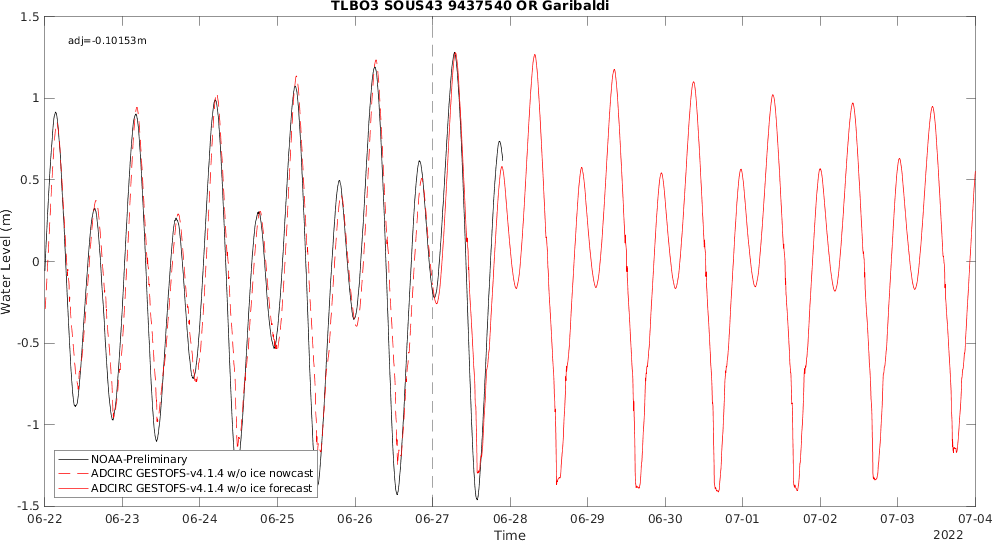 TLBO3 SOUS43 9437540 OR Garibaldi
adj=-0.10153m
1.5
1
0.5
0
-0.5
-1
-1.5
Water Level (m)
NOAA-Preliminary
ADCIRC GESTOFS-v4.1.4 w/o ice nowcast
ADCIRC GESTOFS-v4.1.4 w/o ice forecast
06-22 06-23 06-24 06-25 06-26 06-27 06-28 06-29 06-30 07-01 07-02 07-03 07-04
Time
2022